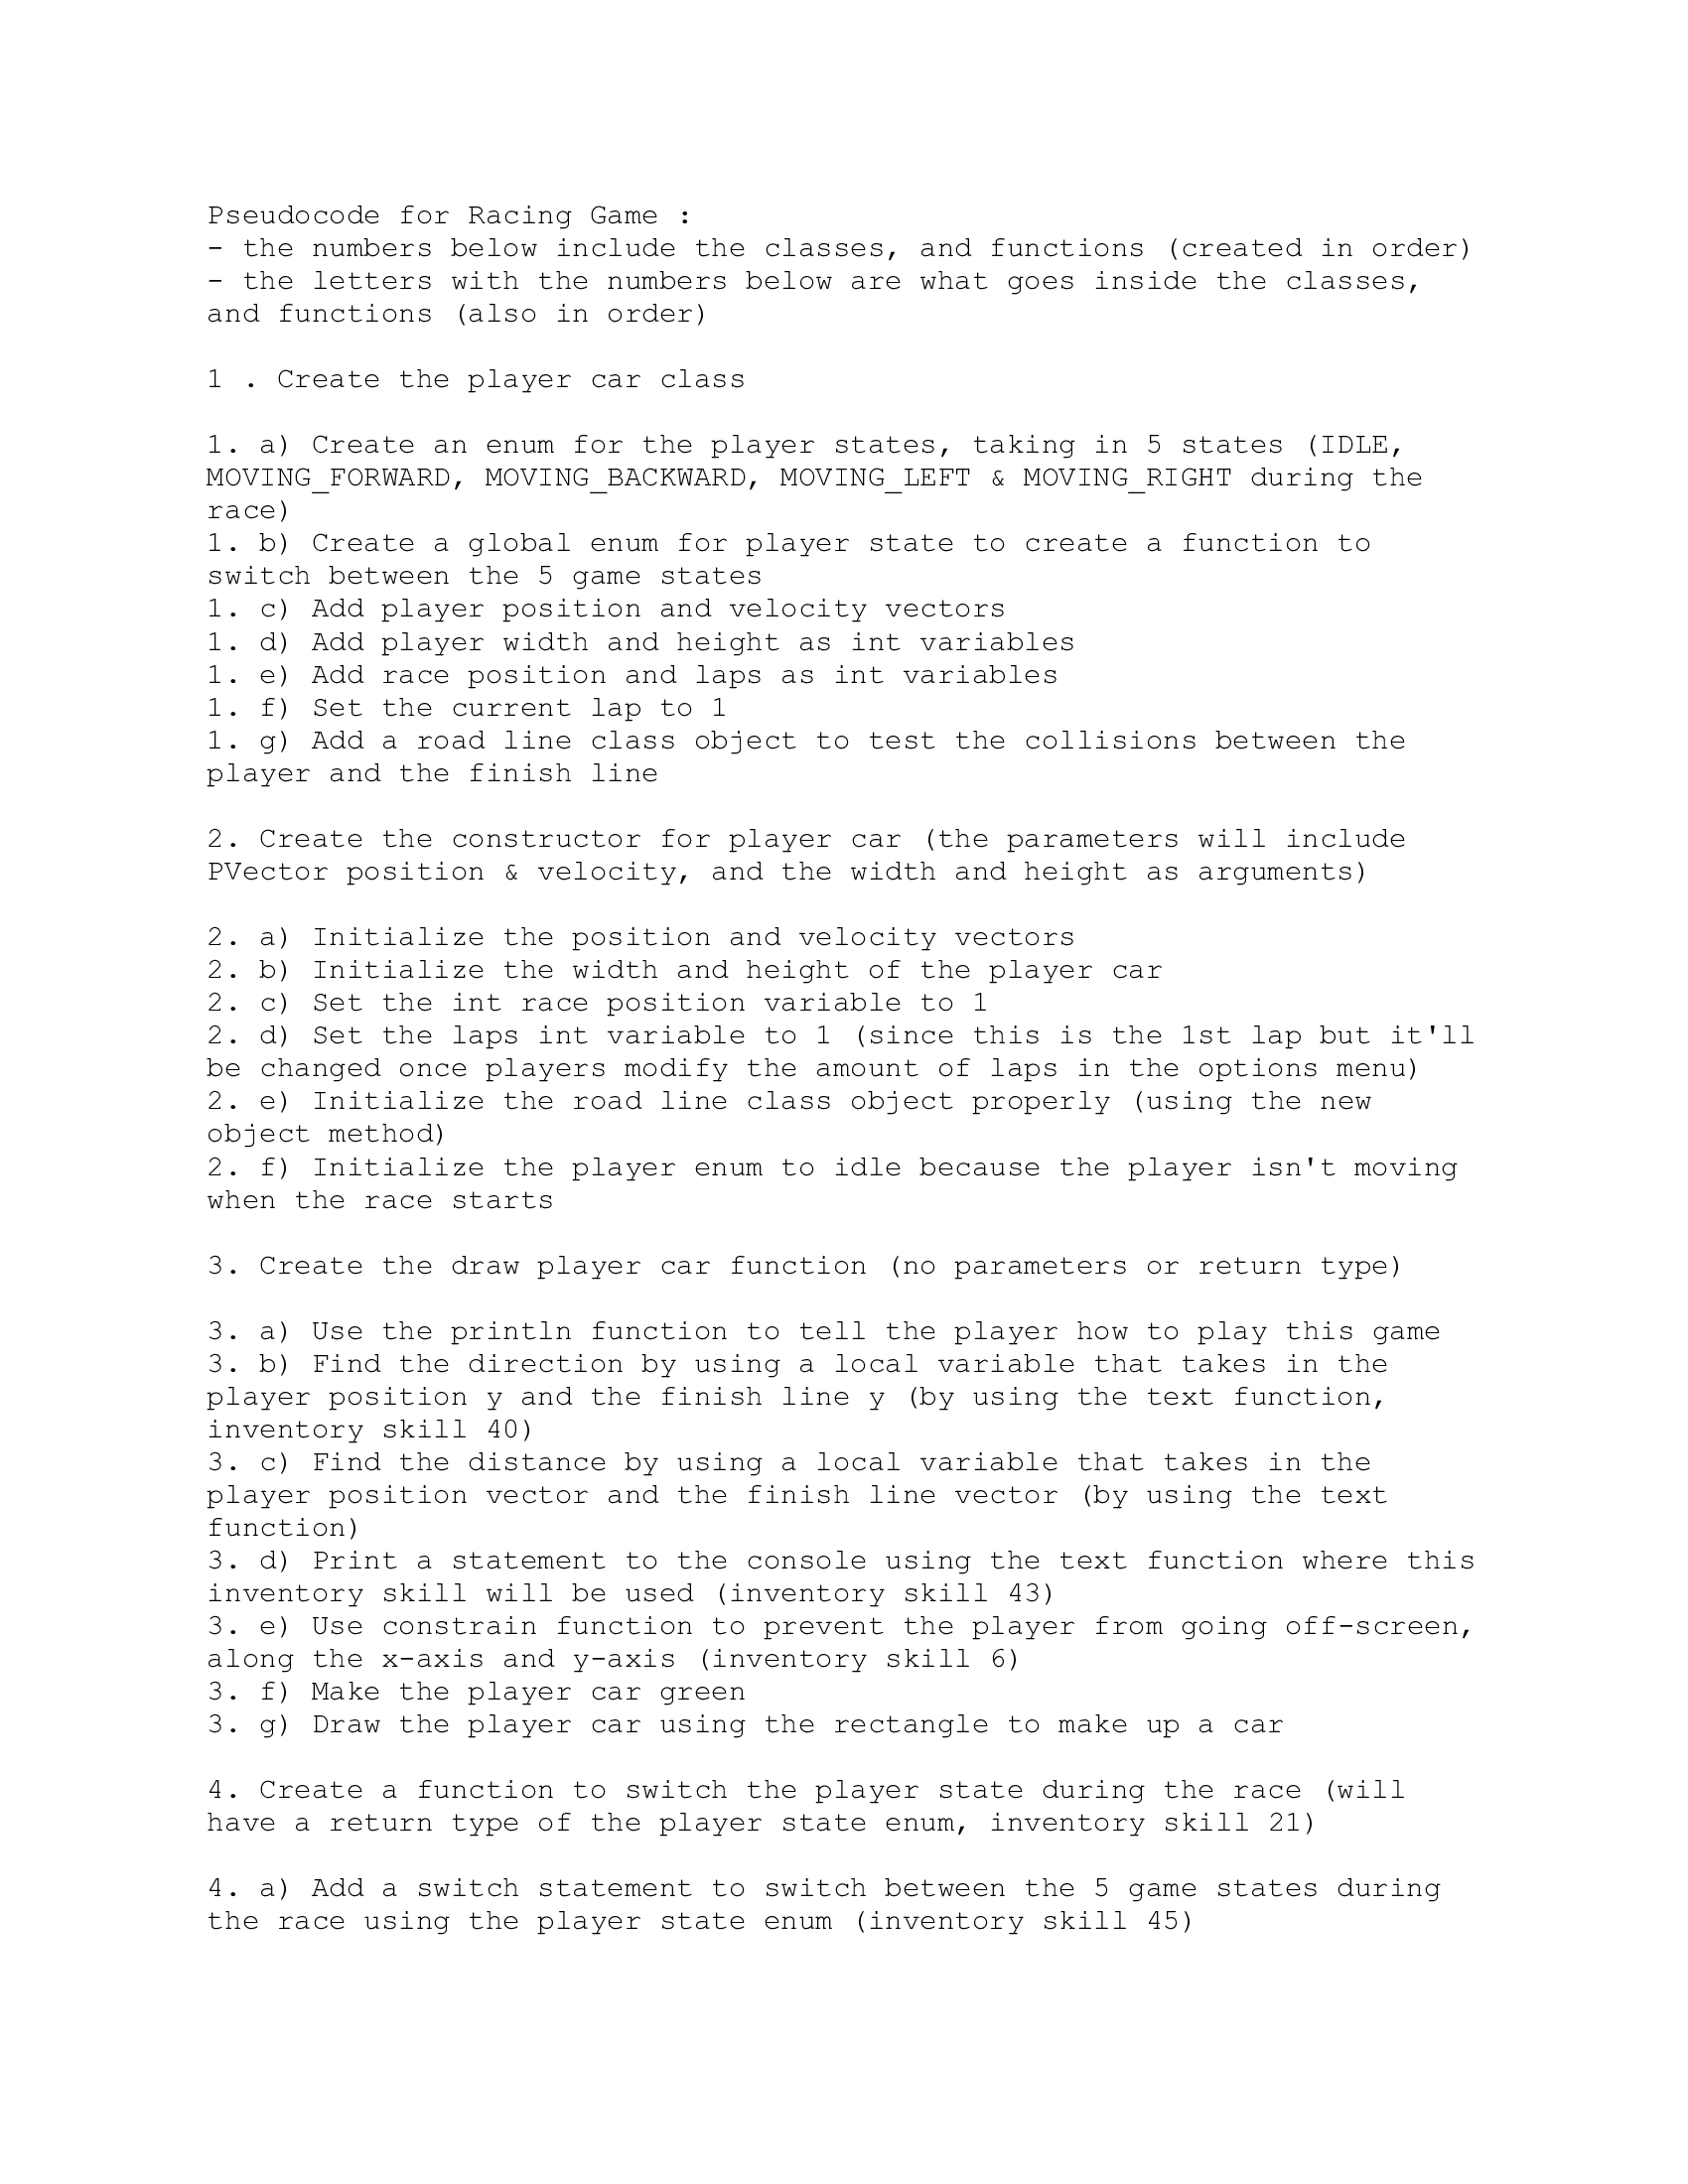 Pseudocode for Racing Game :
- the numbers below include the classes, and functions (created in order)
- the letters with the numbers below are what goes inside the classes,
and functions (also in order)
1 . Create the player car class
1. a) Create an enum for the player states, taking in 5 states (IDLE,
MOVING_FORWARD, MOVING_BACKWARD, MOVING_LEFT & MOVING_RIGHT during the
race)
1. b) Create a global enum for player state to create a function to
switch between the 5 game states
1. c) Add player position and velocity vectors
1. d) Add player width and height as int variables
1. e) Add race position and laps as int variables
1. f) Set the current lap to 1
1. g) Add a road line class object to test the collisions between the
player and the finish line
2. Create the constructor for player car (the parameters will include
PVector position & velocity, and the width and height as arguments)
2. a) Initialize the position and velocity vectors
2. b) Initialize the width and height of the player car
2. c) Set the int race position variable to 1
2. d) Set the laps int variable to 1 (since this is the 1st lap but it'll
be changed once players modify the amount of laps in the options menu)
2. e) Initialize the road line class object properly (using the new
object method)
2. f) Initialize the player enum to idle because the player isn't moving
when the race starts
3. Create the draw player car function (no parameters or return type)
3. a) Use the println function to tell the player how to play this game
3. b) Find the direction by using a local variable that takes in the
player position y and the finish line y (by using the text function,
inventory skill 40)
3. c) Find the distance by using a local variable that takes in the
player position vector and the finish line vector (by using the text
function)
3. d) Print a statement to the console using the text function where this
inventory skill will be used (inventory skill 43)
3. e) Use constrain function to prevent the player from going off-screen,
along the x-axis and y-axis (inventory skill 6)
3. f) Make the player car green
3. g) Draw the player car using the rectangle to make up a car
4. Create a function to switch the player state during the race (will
have a return type of the player state enum, inventory skill 21)
4. a) Add a switch statement to switch between the 5 game states during
the race using the player state enum (inventory skill 45)